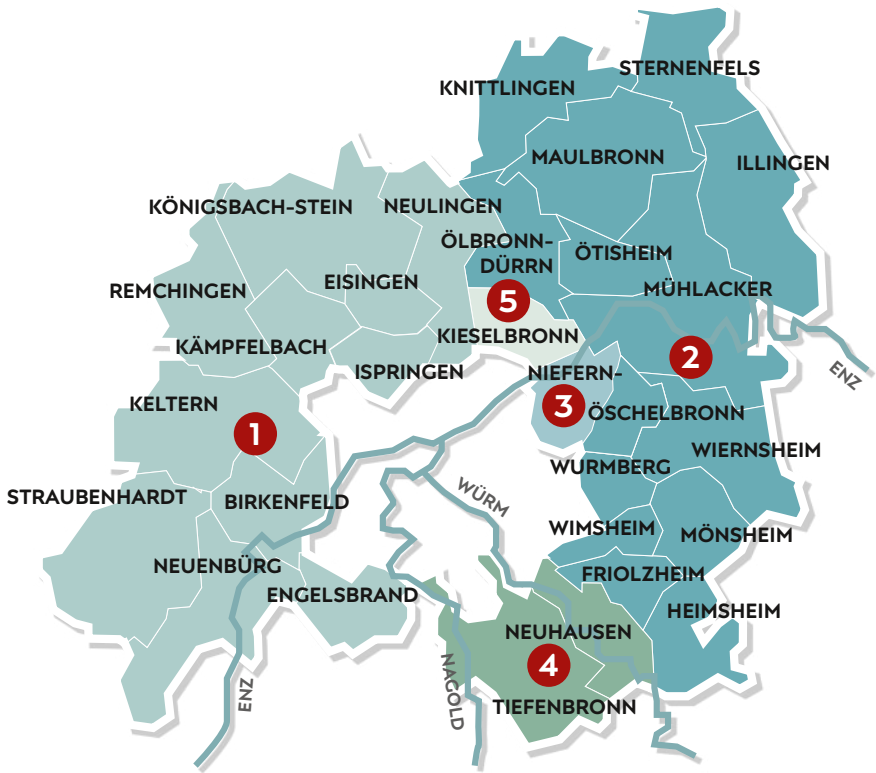 STERNENFELS
KNITTLINGEN
MAULBRONN
ILLINGEN
KÖNIGSBACH-STEIN
NEULINGEN
ÖLBRONN-
DÜRRN
ÖTISHEIM
EISINGEN
REMCHINGEN
MÜHLACKER
5
KIESELBRONN
KÄMPFELBACH
ISPRINGEN
NIEFERN-
2
ENZ
KELTERN
3
ÖSCHELBRONN
1
WIERNSHEIM
WURMBERG
STRAUBENHARDT
BIRKENFELD
WÜRM
WIMSHEIM
MÖNSHEIM
NEUENBÜRG
FRIOLZHEIM
ENGELSBRAND
HEIMSHEIM
NEUHAUSEN
4
ENZ
NAGOLD
TIEFENBRONN